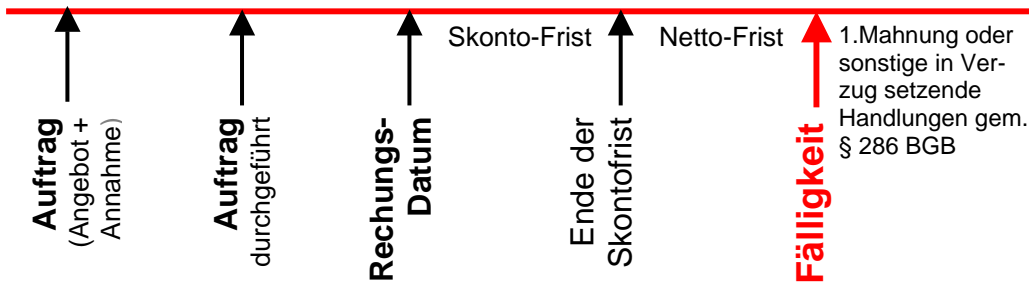 Auftrag
(Angebot +
Annahme)
Auftrag
durchgeführt
Rechungs-
Datum
Skonto-Frist
Ende der
Skontofrist
Netto-Frist
Fälligkeit
1.Mahnung oder
sonstige in Ver-
zug setzende
Handlungen gem.
§ 286 BGB